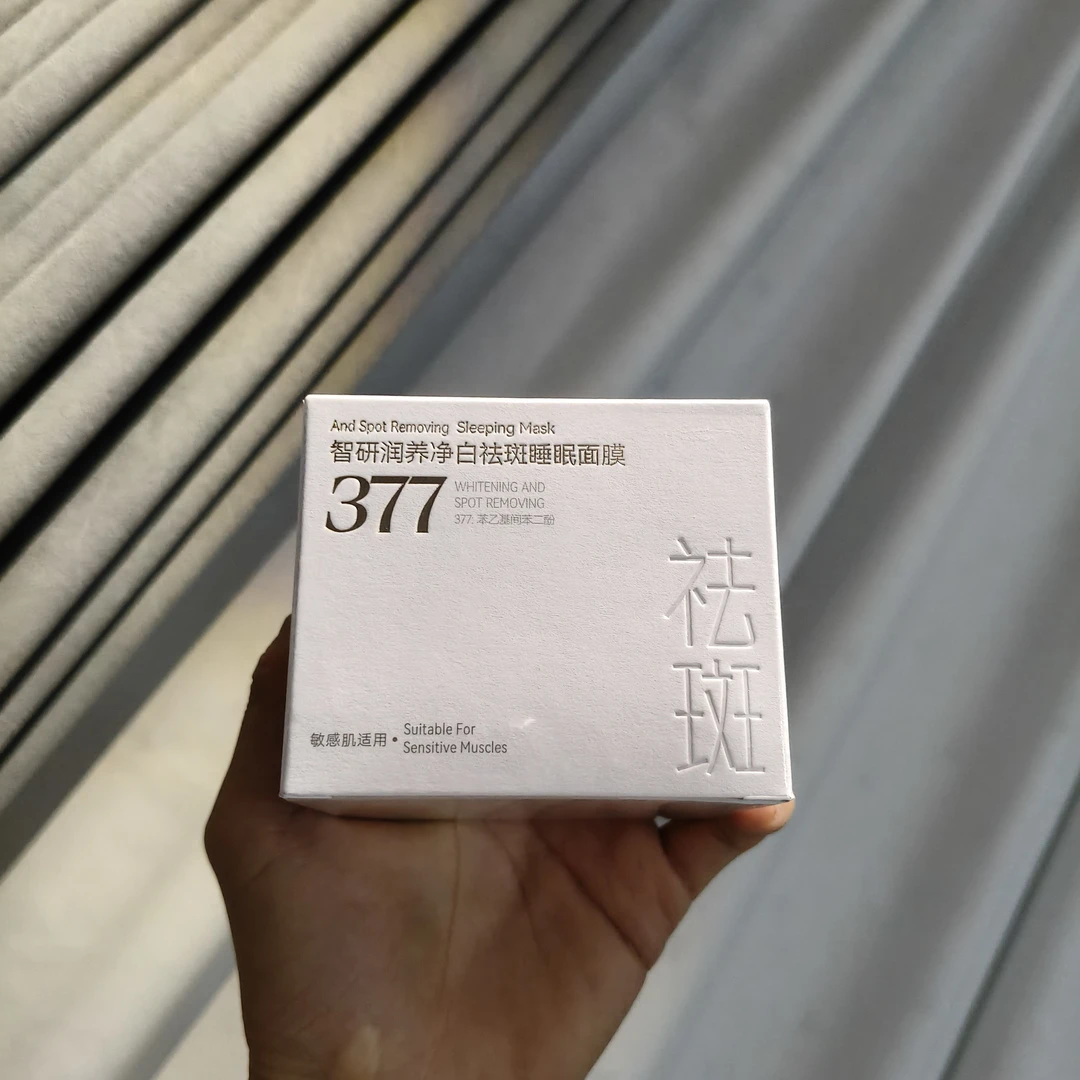 And Spot Removing Sleeping Mask
智研润养净白祛斑睡眠面膜
377
WHITENING AND
SPOT REMOVING
377: 苯乙基间苯二酚
祛
斑
敏感肌适用•
Suitable For
Sensitive Muscles